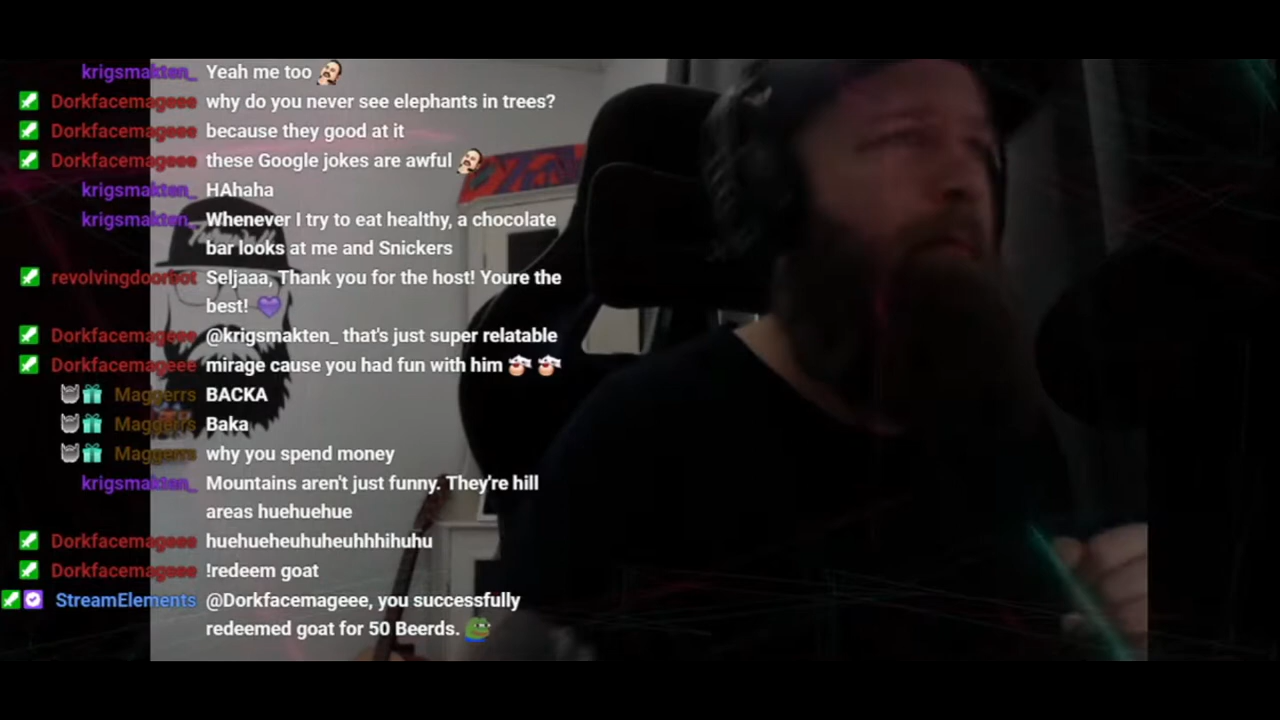 krigsmakten_ Yeah me too
Dorkfacemageee why do you never see elephants in trees?
Dorkfacemageee because they good at it
Dorkfacemageee these Google jokes are awful
krigsmakten_ HAhaha
krigsmakten_ Whenever I try to eat healthy, a chocolate
bar looks at me and Snickers
revolvingdoorbot Seljaaa, Thank you for the host! Youre the
best!
Dorkfacemageee @krigsmakten_ that's just super relatable
Dorkfacemageee mirage cause you had fun with him
Maggerrs BACKA
Maggerrs Baka
Maggerrs why you spend money
krigsmakten_ Mountains aren't just funny. They're hill
areas huehuehue
Dorkfacemageee huehueheuhuheuhhhihuhu
Dorkfacemageee !redeem goat
StreamElements @Dorkfacemageee, you successfully
redeemed goat for 50 Beerds.